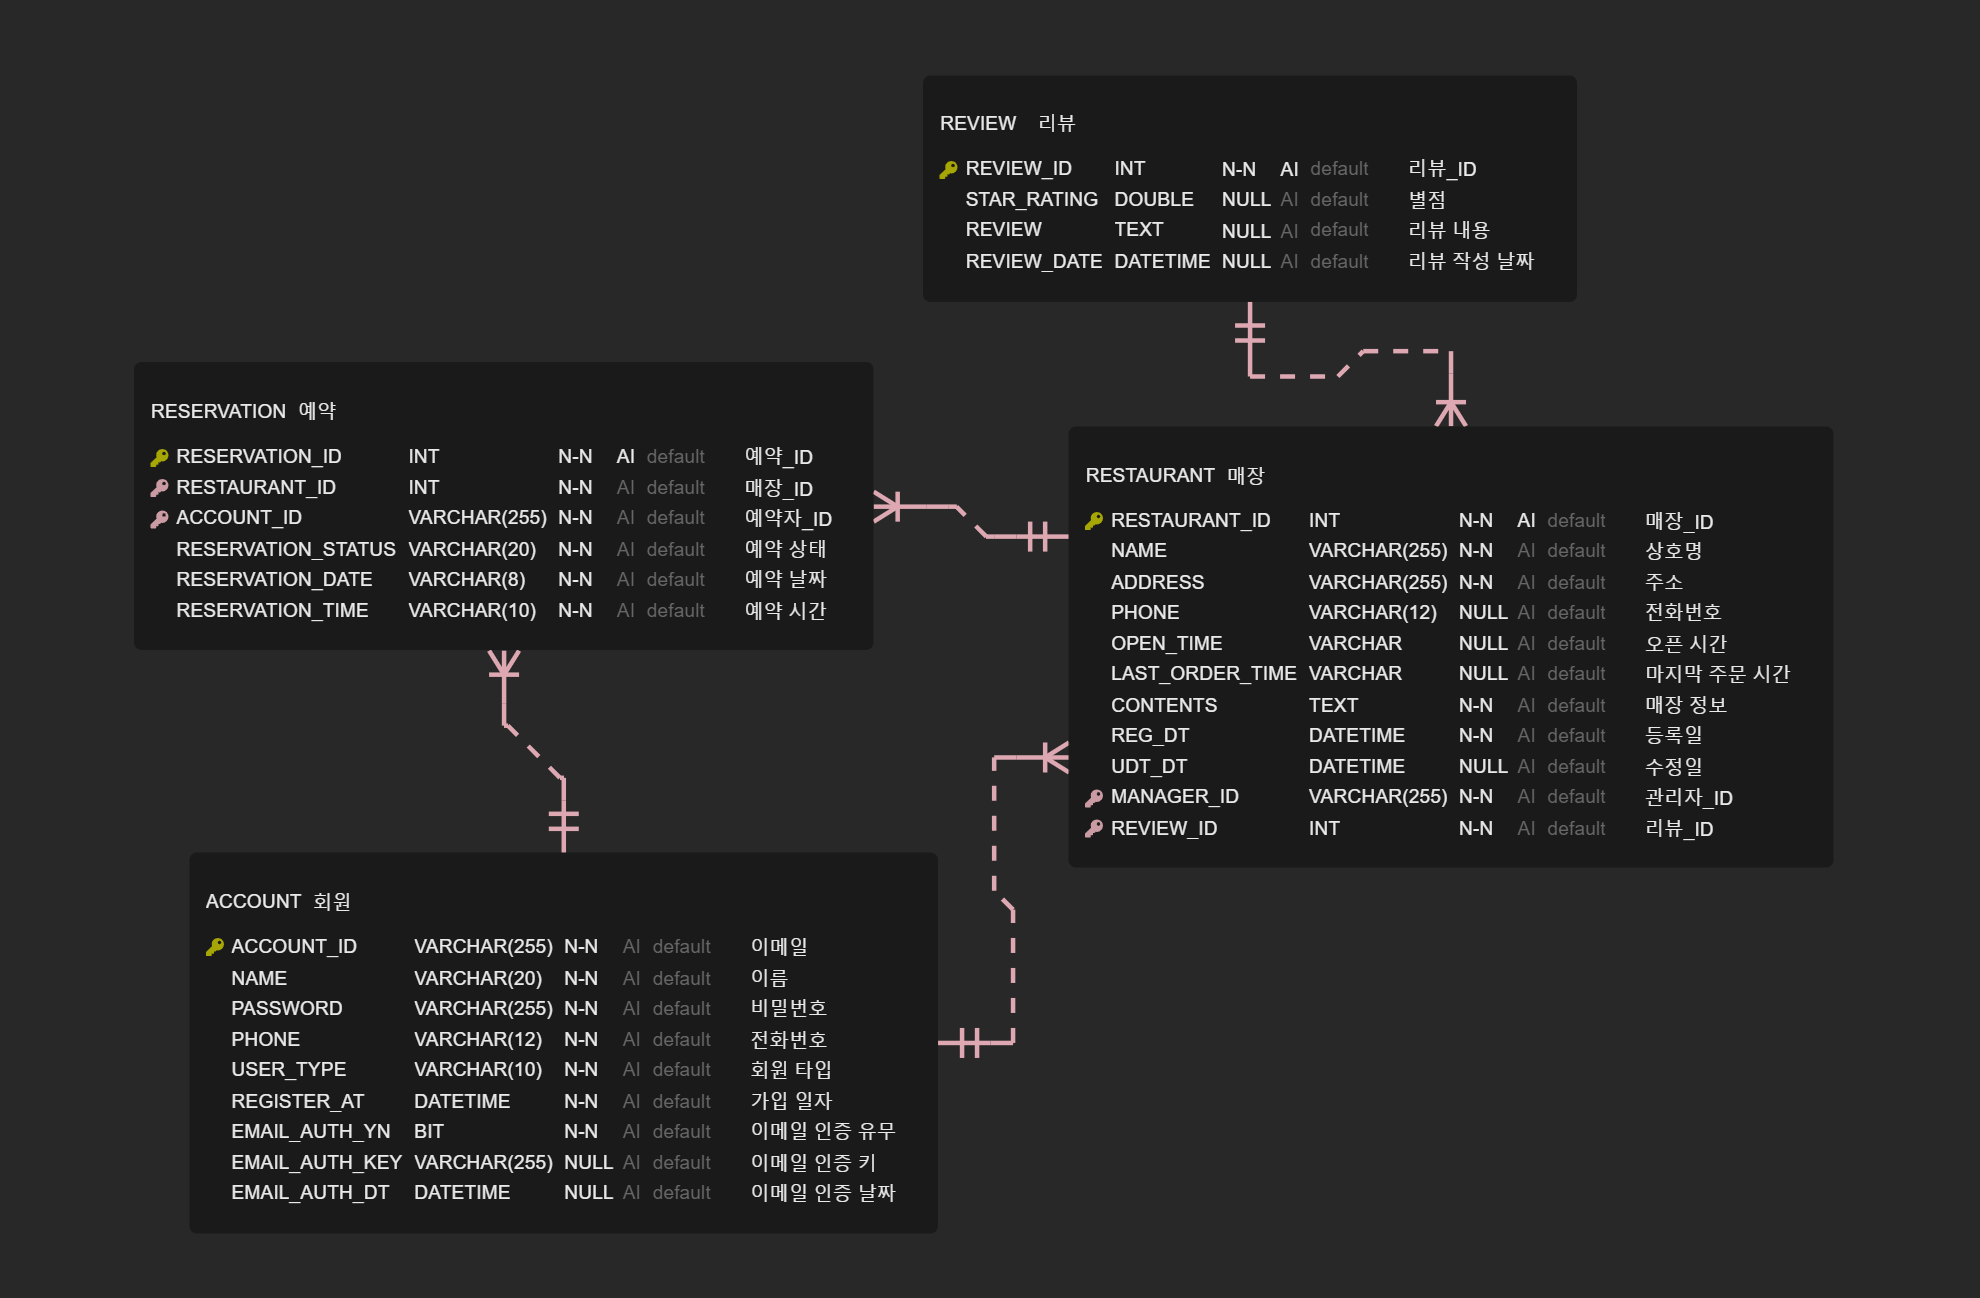 REVIEW 리뷰
REVIEW_ID INT N-N AI default 리뷰_ID
STAR_RATING DOUBLE NULL AI default 별점
REVIEW TEXT NULL AI default 리뷰 내용
REVIEW_DATE DATETIME NULL AI default 리뷰 작성 날짜
RESERVATION 예약
RESERVATION_ID INT N-N AI default 예약_ID
RESTAURANT_ID INT N-N AI default 매장_ID
ACCOUNT_ID VARCHAR(255) N-N AI default 예약자_ID
RESERVATION_STATUS VARCHAR(20) N-N AI default 예약 상태
RESERVATION_DATE VARCHAR(8) N-N AI default 예약 날짜
RESERVATION_TIME VARCHAR(10) N-N AI default 예약 시간
RESTAURANT 매장
RESTAURANT_ID INT N-N AI default 매장_ID
NAME VARCHAR(255) N-N AI default 상호명
ADDRESS VARCHAR(255) N-N AI default 주소
PHONE VARCHAR(12) NULL AI default 전화번호
OPEN_TIME VARCHAR NULL AI default 오픈 시간
LAST_ORDER_TIME VARCHAR NULL AI default 마지막 주문 시간
CONTENTS TEXT N-N AI default 매장 정보
REG_DT DATETIME N-N AI default 등록일
UDT_DT DATETIME NULL AI default 수정일
MANAGER_ID VARCHAR(255) N-N AI default 관리자_ID
REVIEW_ID INT N-N AI default 리뷰_ID
ACCOUNT 회원
ACCOUNT_ID VARCHAR(255) N-N AI default 이메일
NAME VARCHAR(20) N-N AI default 이름
PASSWORD VARCHAR(255) N-N AI default 비밀번호
PHONE VARCHAR(12) N-N AI default 전화번호
USER_TYPE VARCHAR(10) N-N AI default 회원 타입
REGISTER_AT DATETIME N-N AI default 가입 일자
EMAIL_AUTH_YN BIT N-N AI default 이메일 인증 유무
EMAIL_AUTH_KEY VARCHAR(255) NULL AI default 이메일 인증 키
EMAIL_AUTH_DT DATETIME NULL AI default 이메일 인증 날짜